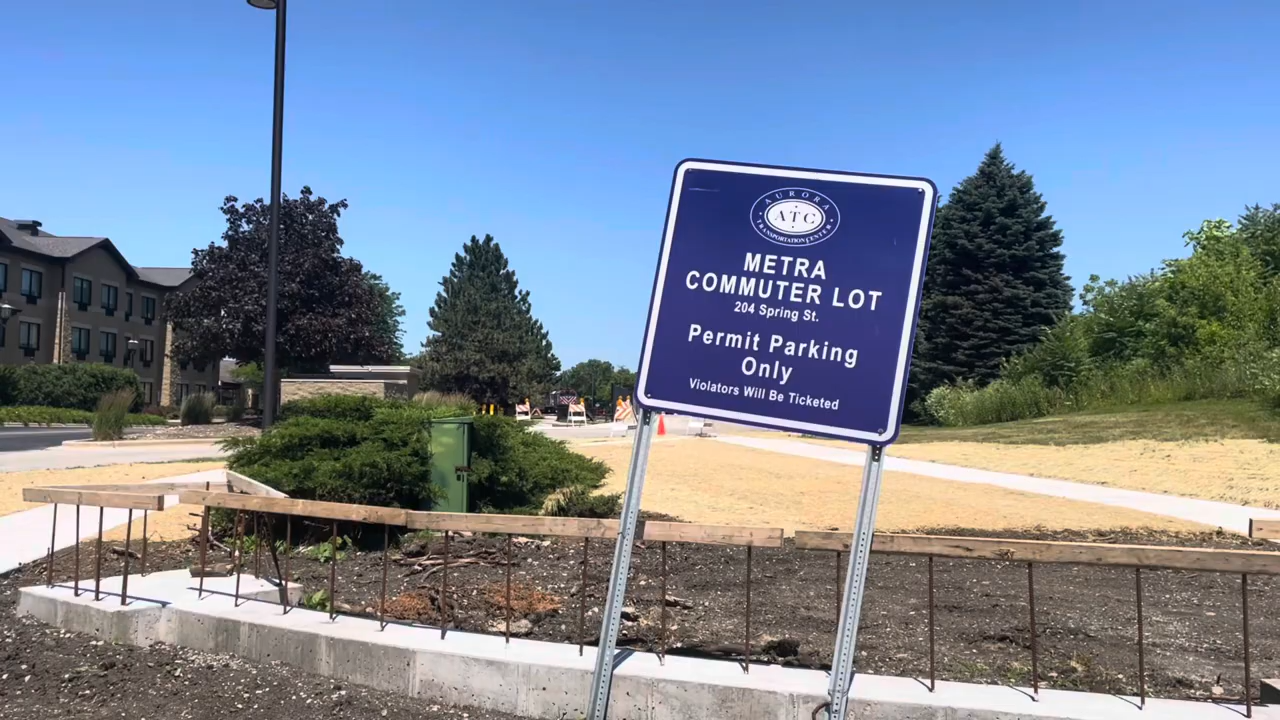 AURORA
ATC
TRANSPORTATION CENTER
METRA
COMMUTER LOT
204 Spring St.
Permit Parking
Only
Violators Will Be Ticketed